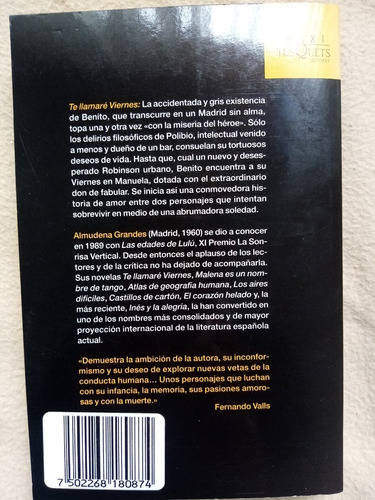 MAXI
TUSQUETS
Te llamaré Viernes: La accidentada y gris existencia
de Benito, que transcurre en un Madrid sin alma,
topa una y otra vez «con la miseria del héroe». Sólo
los delirios filosóficos de Polibio, intelectual venido
a menos y dueño de un bar, consuelan su tortuosos
deseos de vida. Hasta que, cual un nuevo y deses-
perado Robinson urbano, Benito encuentra a su
Viernes en Manuela, dotada con el extraordinario
don de fabular. Se inicia así una conmovedora his-
toria de amor entre dos personajes que intentan
sobrevivir en medio de una abrumadora soledad.
Almudena Grandes (Madrid, 1960) se dio a conocer
en 1989 con Las edades de Lulú, XI Premio La Son-
risa Vertical. Desde entonces el aplauso de los lec-
tores y de la crítica no ha dejado de acompañarla.
Sus novelas Te llamaré Viernes, Malena es un nom-
bre de tango, Atlas de geografía humana, Los aires
difíciles, Castillos de cartón, El corazón helado y, la
más reciente, Inés y la alegría, la han convertido en
uno de los nombres más consolidados y de mayor
proyección internacional de la literatura española
actual.
«Demuestra la ambición de la autora, su inconfor-
mismo y su deseo de explorar nuevas vetas de la
conducta humana... Unos personajes que luchan
con su infancia, la memoria, sus pasiones amoro-
sas y con la muerte.»
Fernando Valls
7 502268 180874